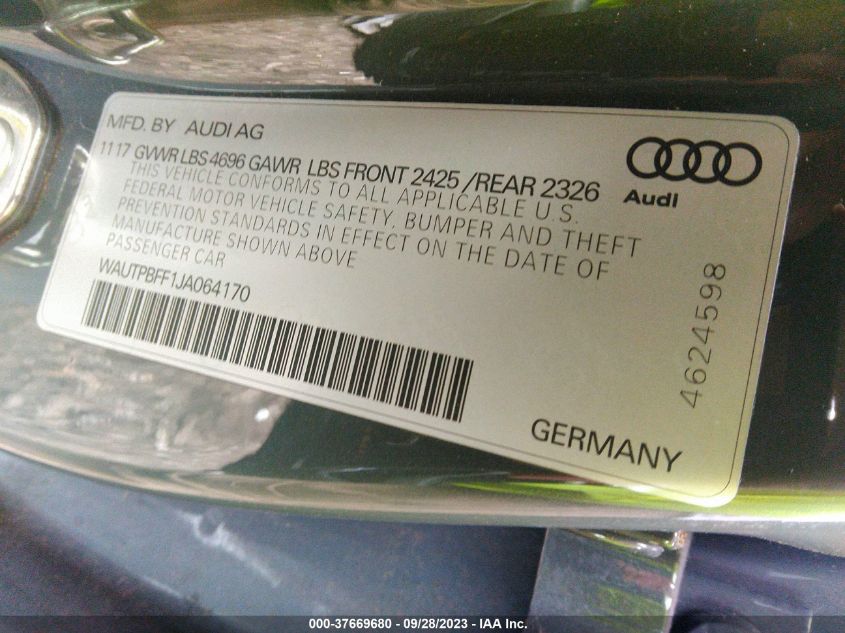 MFD. BY AUDI AG
11 17 GVWR LBS 4696 GAWR LBS FRONT 2425 /REAR 2326
THIS VEHICLE CONFORMS TO ALL APPLICABLE U.S.
FEDERAL MOTOR VEHICLE SAFETY, BUMPER AND THEFT
PREVENTION STANDARDS IN EFFECT ON THE DATE OF
MANUFACTURE SHOWN ABOVE
PASSENGER CAR
WAUTPBFF1JA064170
Audi
4624598
GERMANY
000-37669680 - 09/28/2023 - IAA Inc.